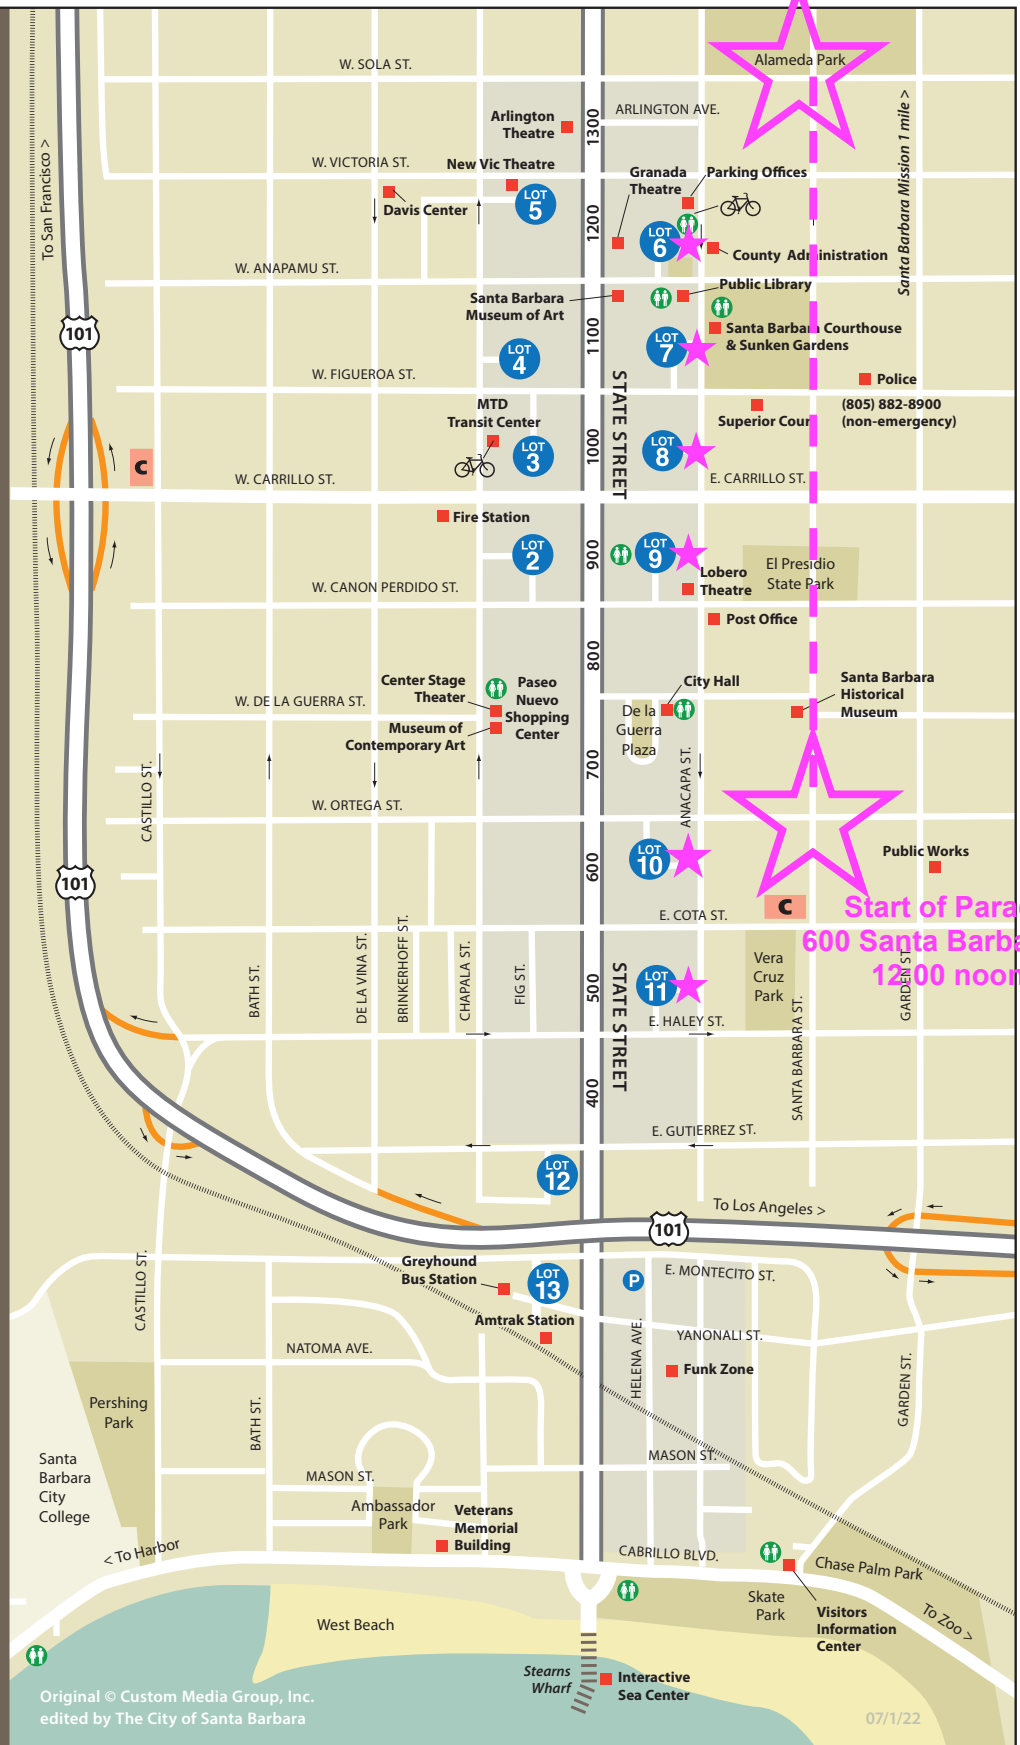 Alameda Park
W. SOLA ST.
Santa Barbara Mission 1 mile >
ARLINGTON AVE.
Arlington
Theatre
1300
To San Francisco >
W. VICTORIA ST.
New Vic Theatre
Granada
Theatre
Parking Offices
LOT
5
Davis Center
1200
LOT
6
County Administration
W. ANAPAMU ST.
Public Library
Santa Barbara
Museum of Art
101
1100
Santa Barbara Courthouse
& Sunken Gardens
LOT
4
LOT
7
W. FIGUEROA ST.
STATE STREET
Police
(805) 882-8900
(non-emergency)
MTD
Transit Center
Superior Cour
1000
LOT
3
LOT
8
C
W. CARRILLO ST.
E. CARRILLO ST.
Fire Station
LOT
2
900
LOT
9
El Presidio
State Park
Lobero
Theatre
W. CANON PERDIDO ST.
Post Office
800
Center Stage
Theater
Paseo
Nuevo
Shopping
Center
City Hall
Santa Barbara
Historical
Museum
W. DE LA GUERRA ST.
De la
Guerra
Plaza
Museum of
Contemporary Art
700
CASTILLO ST.
ANACAPA ST.
W. ORTEGA ST.
101
600
LOT
10
Public Works
C
Start of Para
E. COTA ST.
600 Santa Barba
12:00 noon
BATH ST.
DE LA VINA ST.
BRINKERHOFF ST.
CHAPALA ST.
FIG ST.
500
STATE STREET
LOT
11
Vera
Cruz
Park
GARDEN ST.
E. HALEY ST.
SANTA BARBARA ST.
400
E. GUTIERREZ ST.
LOT
12
To Los Angeles >
101
CASTILLO ST.
Greyhound
Bus Station
LOT
13
P
E. MONTECITO ST.
Amtrak Station
HELENA AVE.
YANONALI ST.
NATOMA AVE.
Funk Zone
GARDEN ST.
Pershing
Park
BATH ST.
MASON ST.
Santa
Barbara
City
College
MASON ST.
Ambassador
Park
Veterans
Memorial
Building
< To Harbor
CABRILLO BLVD.
Chase Palm Park
Skate
Park
Visitors
Information
Center
To Zoo >
West Beach
Stearns
Wharf
Interactive
Sea Center
Original © Custom Media Group, Inc.
edited by The City of Santa Barbara
07/1/22